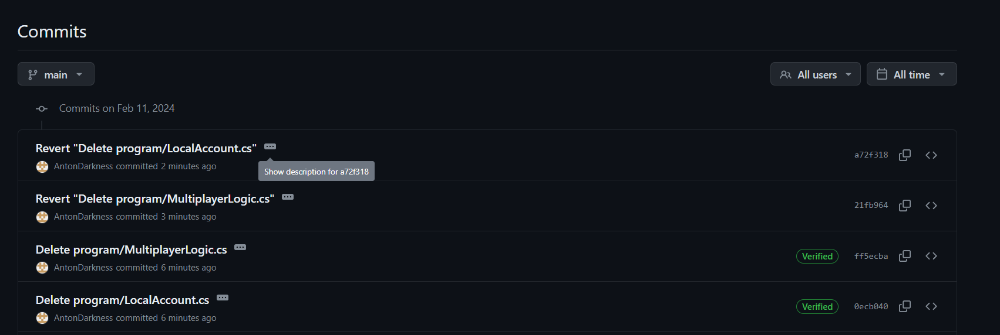 Commits
main
All users
All time
Commits on Feb 11, 2024
Revert "Delete program/LocalAccount.cs"
AntonDarkness committed 2 minutes ago
a72f318
Show description for a72f318
Revert "Delete program/MultiplayerLogic.cs"
AntonDarkness committed 3 minutes ago
21fb964
Delete program/MultiplayerLogic.cs
AntonDarkness committed 6 minutes ago
Verified
ff5ecba
Delete program/LocalAccount.cs
AntonDarkness committed 6 minutes ago
Verified
0ecb040